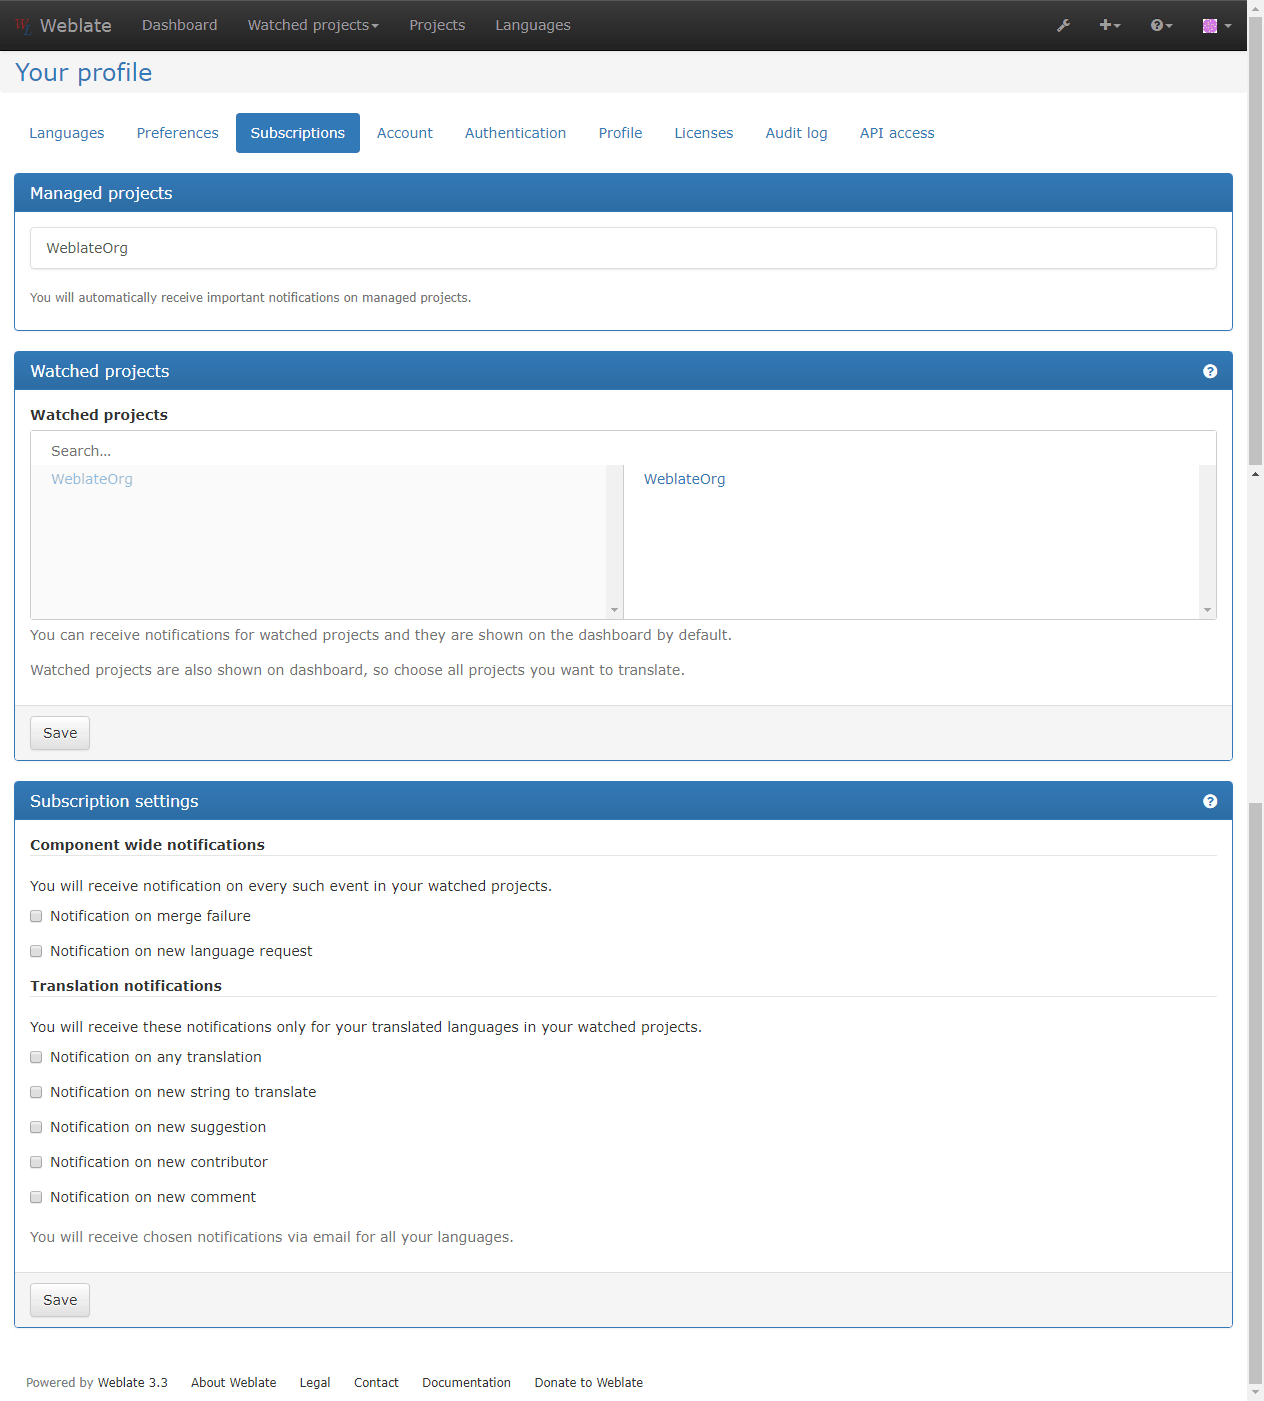 Weblate Dashboard Watched projects Projects Languages
Your profile
Languages Preferences Subscriptions Account Authentication Profile Licenses Audit log API access
Managed projects
WeblateOrg
You will automatically receive important notifications on managed projects.
Watched projects
Watched projects
Search...
WeblateOrg WeblateOrg
You can receive notifications for watched projects and they are shown on the dashboard by default.
Watched projects are also shown on dashboard, so choose all projects you want to translate.
Save
Subscription settings
Component wide notifications
You will receive notification on every such event in your watched projects.
Notification on merge failure
Notification on new language request
Translation notifications
You will receive these notifications only for your translated languages in your watched projects.
Notification on any translation
Notification on new string to translate
Notification on new suggestion
Notification on new contributor
Notification on new comment
You will receive chosen notifications via email for all your languages.
Save
Powered by Weblate 3.3 About Weblate Legal Contact Documentation Donate to Weblate